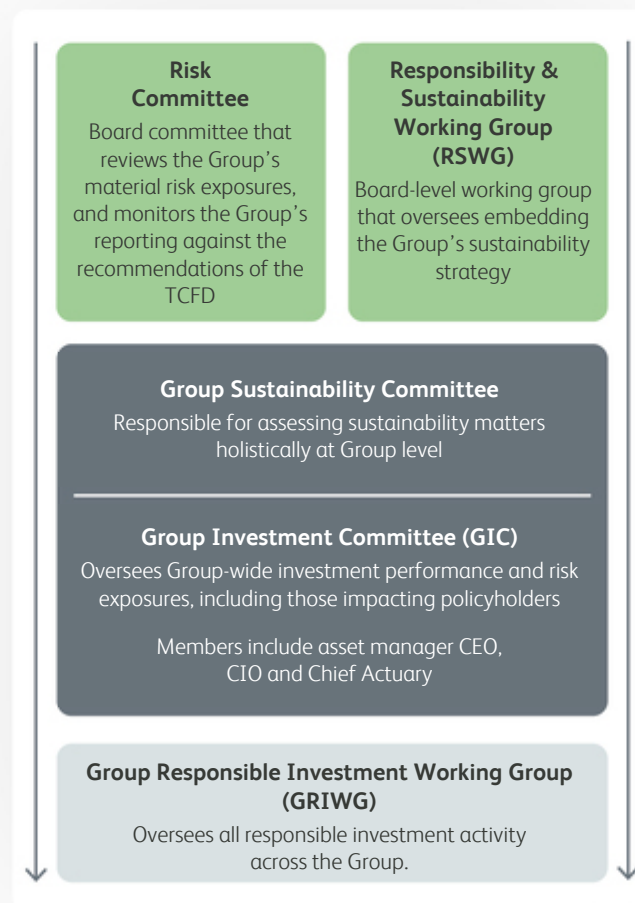 Risk
Committee
Board committee that
reviews the Group’s
material risk exposures,
and monitors the Group’s
reporting against the
recommendations of the
TCFD
Responsibility &
Sustainability
Working Group
(RSWG)
Board-level working group
that oversees embedding
the Group’s sustainability
strategy
Group Sustainability Committee
Responsible for assessing sustainability matters
holistically at Group level
Group Investment Committee (GIC)
Oversees Group-wide investment performance and risk
exposures, including those impacting policyholders
Members include asset manager CEO,
CIO and Chief Actuary
Group Responsible Investment Working Group
(GRIWG)
Oversees all responsible investment activity
across the Group.